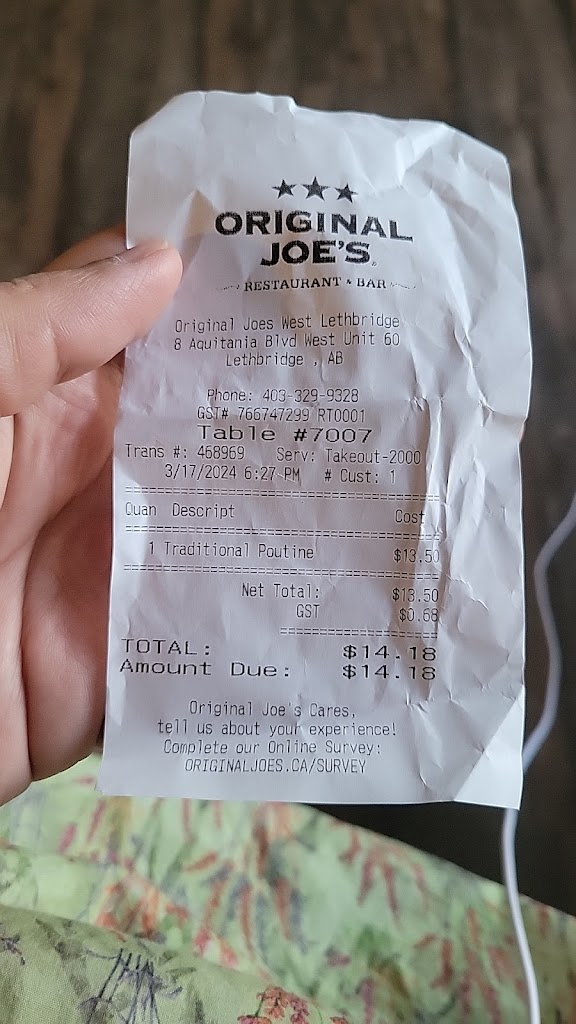 ORIGINAL
JOE'S
RESTAURANT & BAR
Original Joes West Lethbridge
8 Aquitania Blvd West Unit 60
Lethbridge , AB
Phone: 403-329-9328
GST# 766747299 RT0001
Table #7007
Trans #: 468969 Serv: Takeout-2000
3/17/2024 6:27 PM # Cust: 1
Quan Descript Cost
1 Traditional Poutine $13.50
Net Total: $13.50
GST $0.68
TOTAL: $14.18
Amount Due: $14.18
Original Joe's Cares,
tell us about your experience!
Complete our Online Survey:
ORIGINALJOES.CA/SURVEY